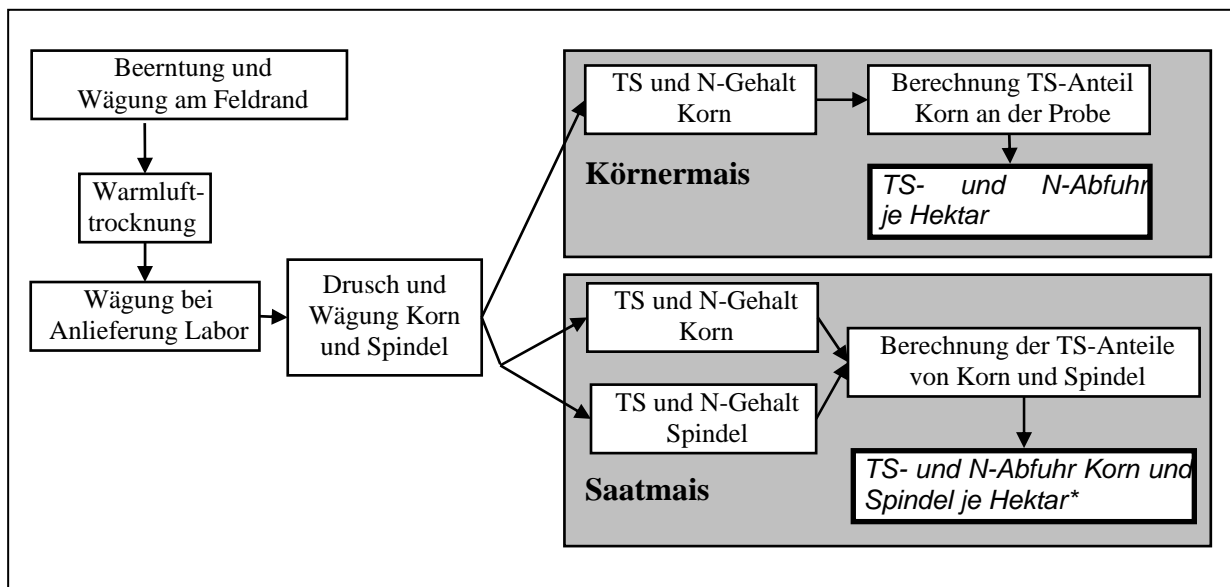 Beerntung und
Wägung am Feldrand
Warmluft-
trocknung
Wägung bei
Anlieferung Labor
Drusch und
Wägung Korn
und Spindel
TS und N-Gehalt
Korn
Berechnung TS-Anteil
Korn an der Probe
Körnermais
TS- und N-Abfuhr
je Hektar
TS und N-Gehalt
Korn
TS und N-Gehalt
Spindel
Berechnung der TS-Anteile
von Korn und Spindel
Saatmais
TS- und N-Abfuhr Korn und
Spindel je Hektar*